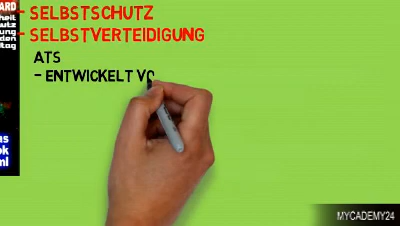 - SELBSTSCHUTZ
- SELBSTVERTEIDIGUNG
ATS
- ENTWICKELT VO
MYCADEMY24